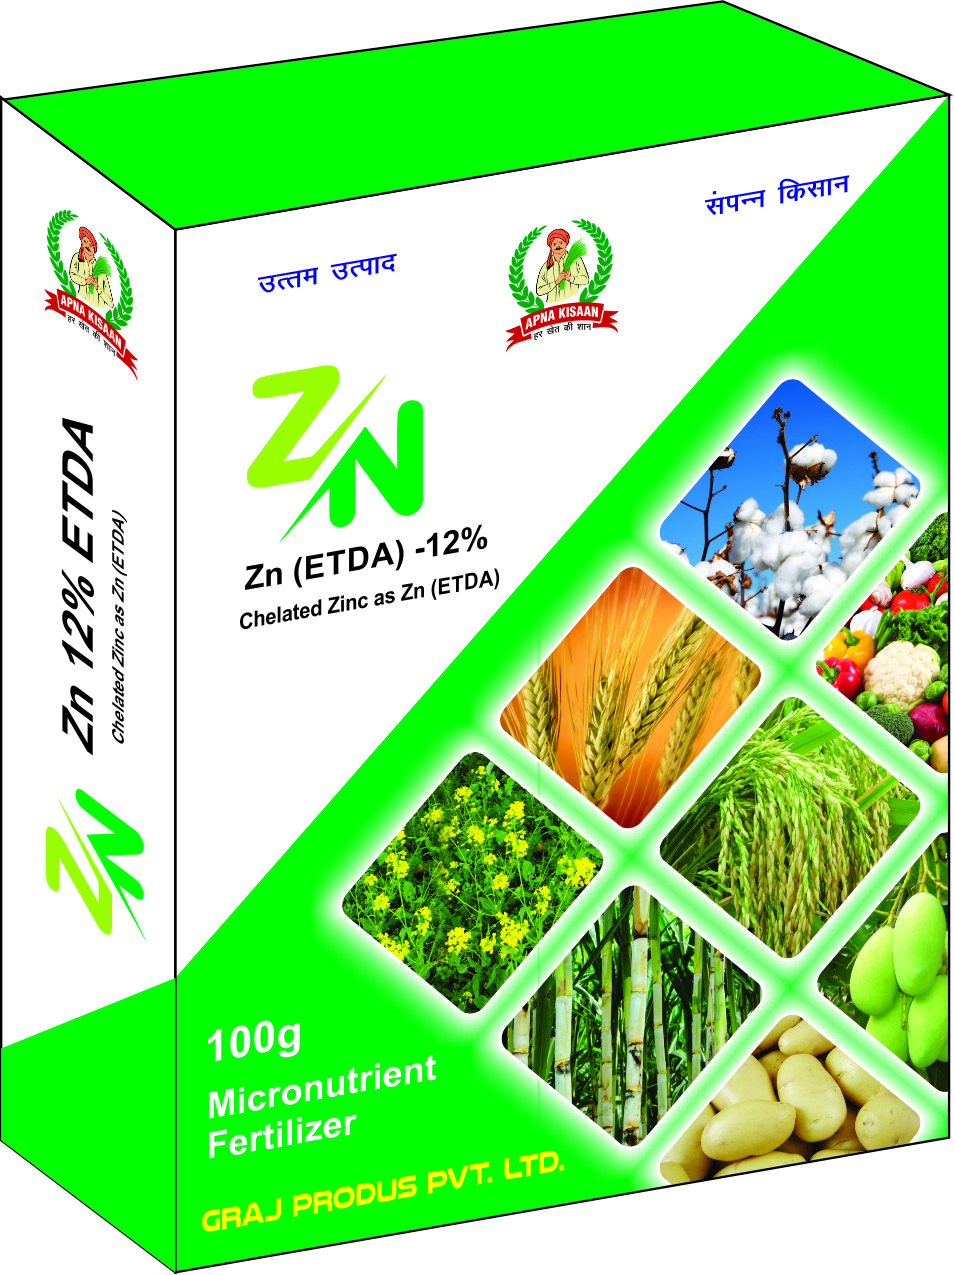 उत्तम उत्पाद
संपन्न किसान
APNA KISAAN
हर खेत की शान
ZN
Zn (ETDA) -12%
Chelated Zinc as Zn (ETDA)
100g
Micronutrient
Fertilizer
GRAJ PRODUS PVT. LTD.
APNA KISAAN
हर खेत की शान
Zn 12% ETDA
Chelated Zinc as Zn (ETDA)
ZN